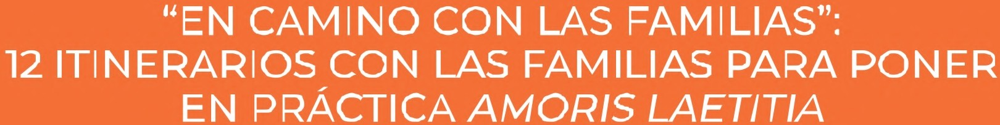 “EN CAMINO CON LAS FAMILIAS”:
12 ITINERARIOS CON LAS FAMILIAS PARA PONER
EN PRÁCTICA AMORIS LAETITIA